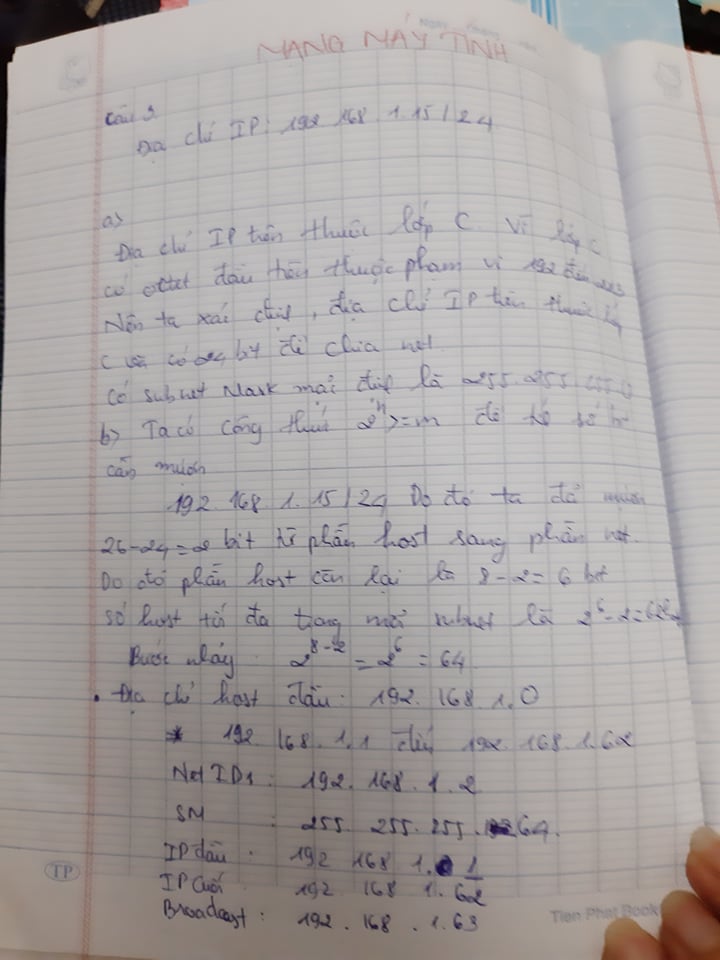 MẠNG MÁY TÍNH
Câu 2
Địa chỉ IP: 192.168.1.15/24
a>
Địa chỉ IP trên thuộc lớp C. Vì lớp C
có octet đầu tiên thuộc phạm vi 192 đến 223
Nên ta xác định, địa chỉ IP trên thuộc lớp
C và có 24 bit để chia net.
Có subnet Mask mặc định là 255.255.255.0
b> Ta có công thức 2^n >= m để số bit
cần mượn
192.168.1.15/24 Do đó ta đã mượn
26-24=2 bit từ phần host sang phần net.
Do đó phần host còn lại là 8-2=6 bit
số host tối đa trong mỗi subnet là 2^6-2=62
Bước nhảy: 2^8-2 = 2^6 = 64
. Địa chỉ host đầu: 192.168.1.0
* 192.168.1.1 đến 192.168.1.62
Net ID1: 192.168.1.2
SM : 255.255.255.64.
IP đầu: 192 168 1.1
IP cuối: 192.168 1.62
Broadcast: 192.168.1.63
TP
Tien Phat Book